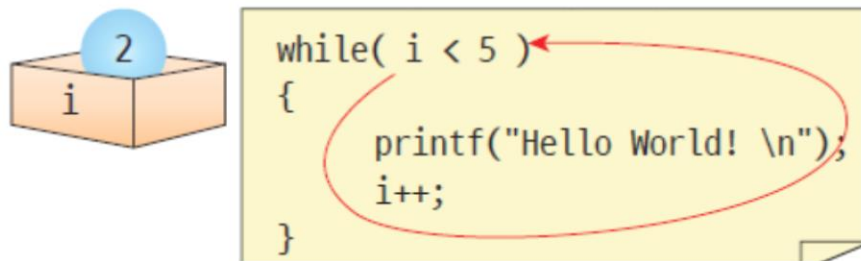 2
i
while( i < 5 )
{
printf("Hello World! \n");
i++;
}